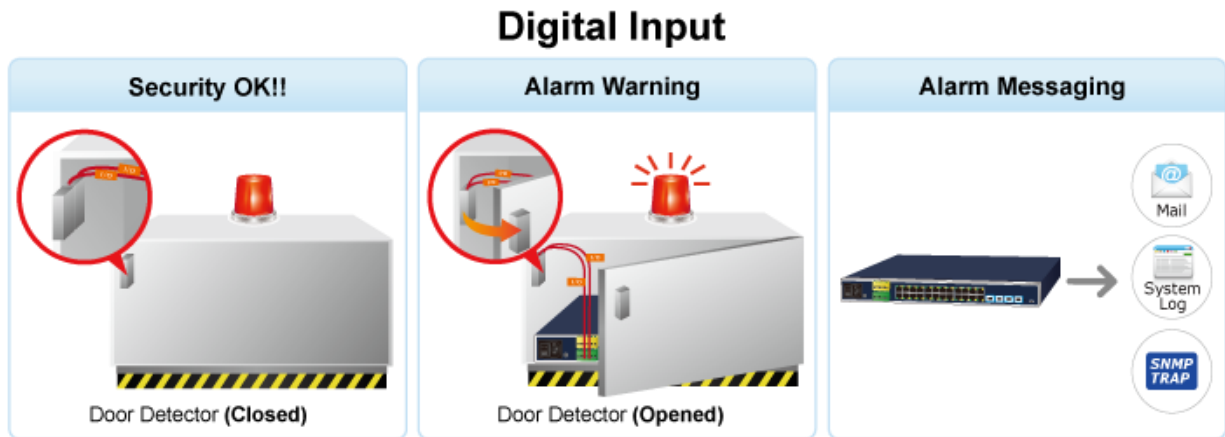 Digital Input
Security OK!!
Alarm Warning
Alarm Messaging
Door Detector (Closed)
Door Detector (Opened)
Mail
System
Log
SNMP
TRAP